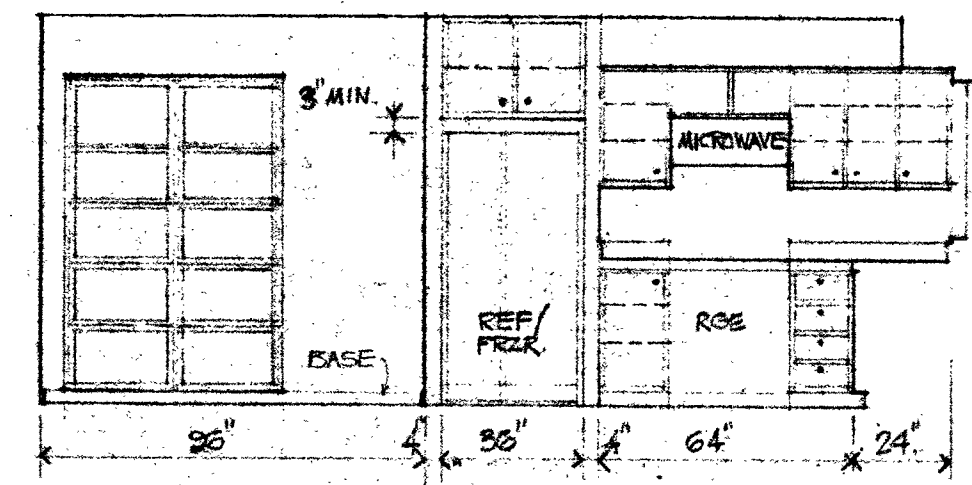 3" MIN.
MICROWAVE
REF/
FRZR.
RGE
BASE
96" 4" 36" 4" 64" 24"